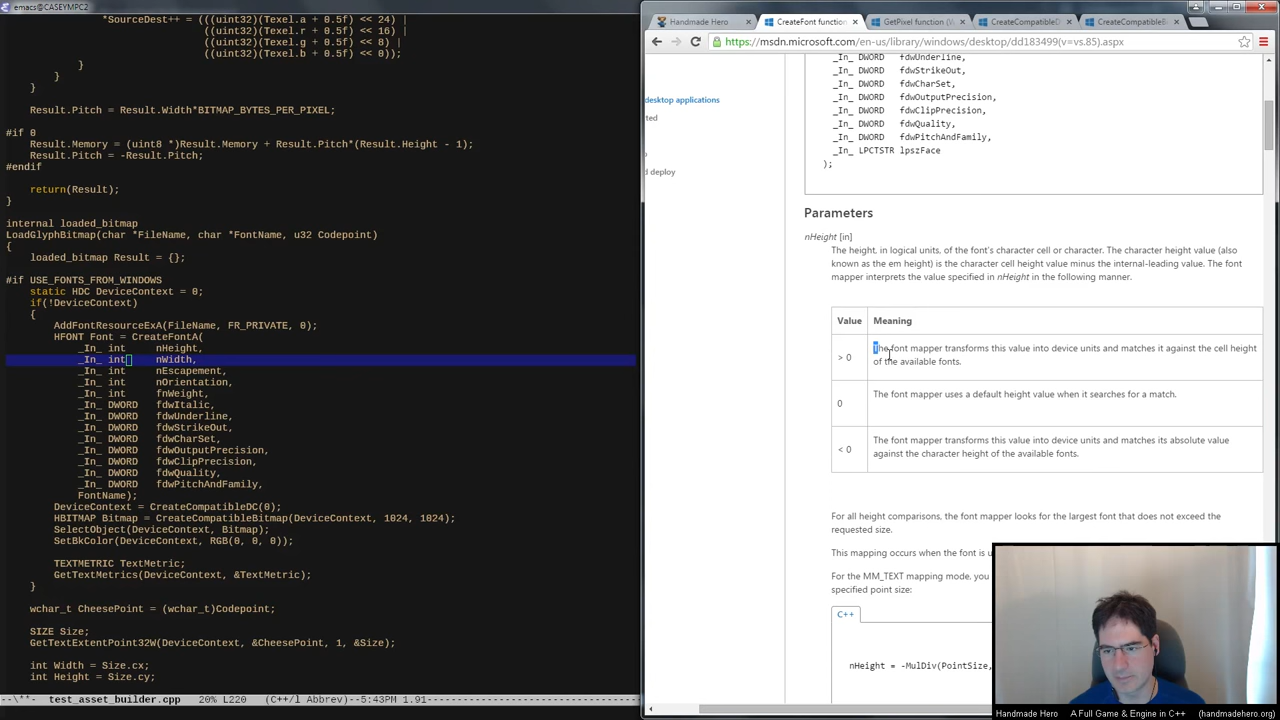 emacs@CASEYMPC2
*SourceDest++ = (((uint32)(Texel.a + 0.5f) << 24) |
((uint32)(Texel.r + 0.5f) << 16) |
((uint32)(Texel.g + 0.5f) << 8) |
((uint32)(Texel.b + 0.5f) << 0));
}
}
}
Result.Pitch = Result.Width*BITMAP_BYTES_PER_PIXEL;
#if 0
Result.Memory = (uint8 *)Result.Memory + Result.Pitch*(Result.Height - 1);
Result.Pitch = -Result.Pitch;
#endif
return(Result);
}
internal loaded_bitmap
LoadGlyphBitmap(char *FileName, char *FontName, u32 Codepoint)
{
loaded_bitmap Result = {};
#if USE_FONTS_FROM_WINDOWS
static HDC DeviceContext = 0;
if(!DeviceContext)
{
AddFontResourceExA(FileName, FR_PRIVATE, 0);
HFONT Font = CreateFontA(
_In_ int nHeight,
_In_ int nWidth,
_In_ int nEscapement,
_In_ int nOrientation,
_In_ int fnWeight,
_In_ DWORD fdwItalic,
_In_ DWORD fdwUnderline,
_In_ DWORD fdwStrikeOut,
_In_ DWORD fdwCharSet,
_In_ DWORD fdwOutputPrecision,
_In_ DWORD fdwClipPrecision,
_In_ DWORD fdwQuality,
_In_ DWORD fdwPitchAndFamily,
FontName);
DeviceContext = CreateCompatibleDC(0);
HBITMAP Bitmap = CreateCompatibleBitmap(DeviceContext, 1024, 1024);
SelectObject(DeviceContext, Bitmap);
SetBkColor(DeviceContext, RGB(0, 0, 0));
TEXTMETRIC TextMetric;
GetTextMetrics(DeviceContext, &TextMetric);
}
wchar_t CheesePoint = (wchar_t)Codepoint;
SIZE Size;
GetTextExtentPoint32W(DeviceContext, &CheesePoint, 1, &Size);
int Width = Size.cx;
int Height = Size.cy;
--\**- test_asset_builder.cpp 20% L220 (C++/l Abbrev) 5:43PM 1.91
Handmade Hero
CreateFont function
GetPixel function (W
CreateCompatibleD
CreateCompatibleB
https://msdn.microsoft.com/en-us/library/windows/desktop/dd183499(v=vs.85).aspx
desktop applications
ted
d deploy
_In_ DWORD fdwUnderline,
_In_ DWORD fdwStrikeOut,
_In_ DWORD fdwCharSet,
_In_ DWORD fdwOutputPrecision,
_In_ DWORD fdwClipPrecision,
_In_ DWORD fdwQuality,
_In_ DWORD fdwPitchAndFamily,
_In_ LPCTSTR lpszFace
);
Parameters
nHeight [in]
The height, in logical units, of the font's character cell or character. The character height value (also
known as the em height) is the character cell height value minus the internal-leading value. The font
mapper interprets the value specified in nHeight in the following manner.
Value Meaning
> 0 The font mapper transforms this value into device units and matches it against the cell height
of the available fonts.
0 The font mapper uses a default height value when it searches for a match.
< 0 The font mapper transforms this value into device units and matches its absolute value
against the character height of the available fonts.
For all height comparisons, the font mapper looks for the largest font that does not exceed the
requested size.
This mapping occurs when the font is u
For the MM_TEXT mapping mode, you
specified point size:
C++
nHeight = -MulDiv(PointSize,
Handmade Hero A Full Game & Engine in C++ (handmadehero.org)